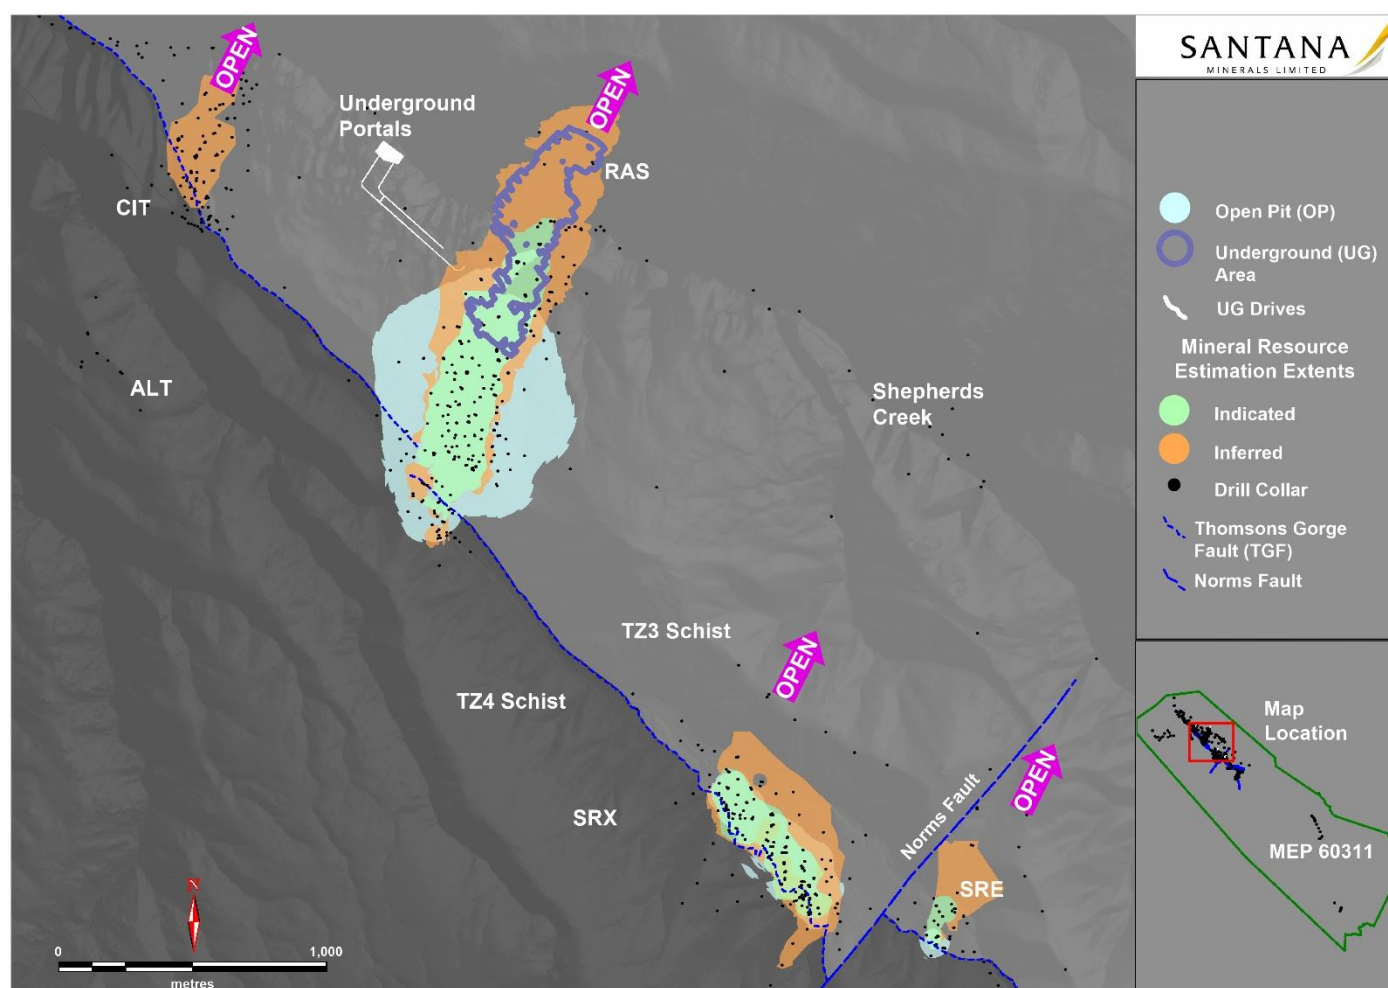 OPEN
OPEN
SANTANA
MINERALS LIMITED
Underground
Portals
RAS
CIT
ALT
Shepherds
Creek
Open Pit (OP)
Underground (UG)
Area
UG Drives
Mineral Resource
Estimation Extents
Indicated
Inferred
Drill Collar
Thomsons Gorge
Fault (TGF)
Norms Fault
TZ3 Schist
OPEN
TZ4 Schist
OPEN
SRX
Norms Fault
SRE
Map
Location
MEP 60311
N
0 1,000
metres